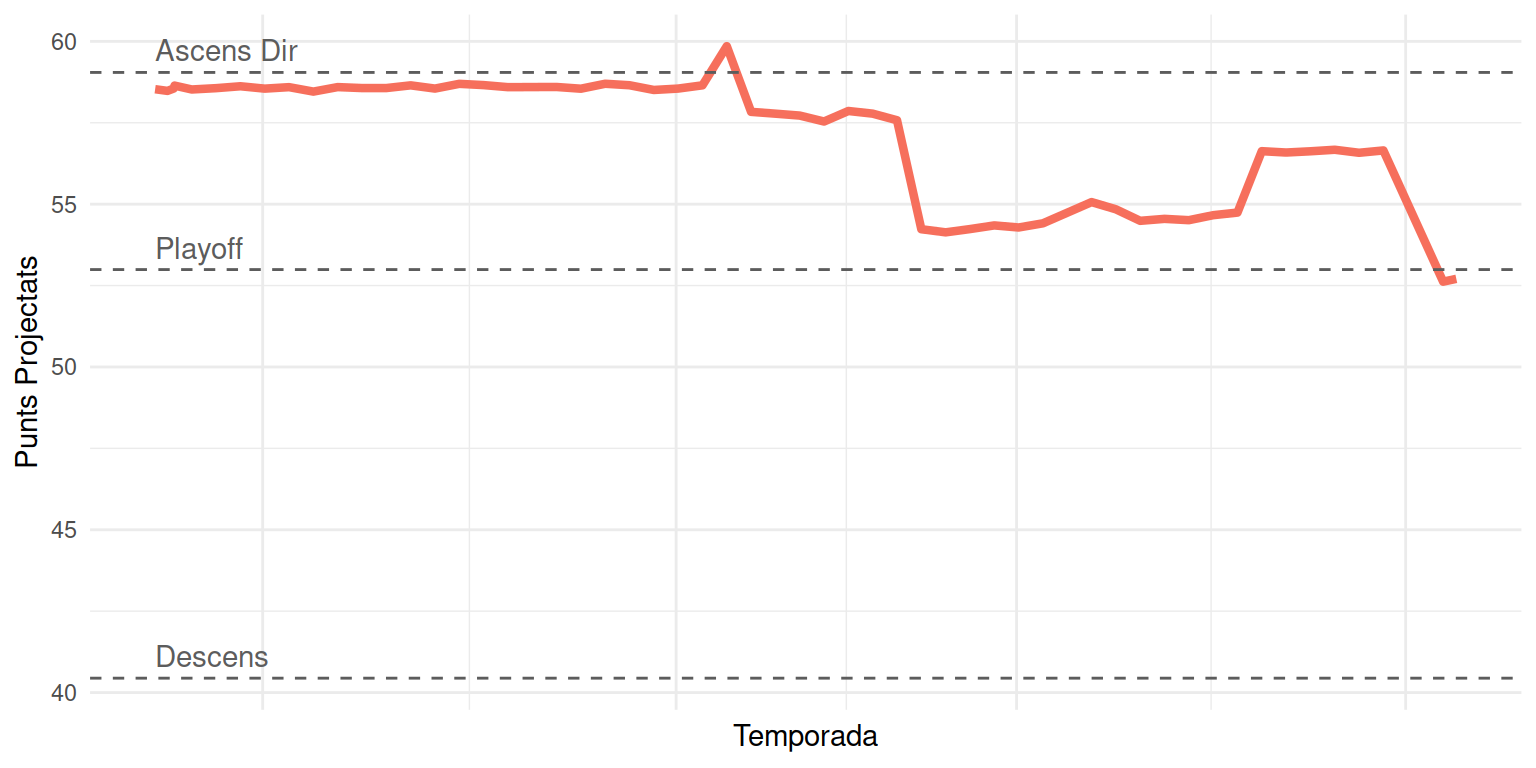 60
Ascens Dir
55
Playoff
50
45
Descens
40
Punts Projectats
Temporada